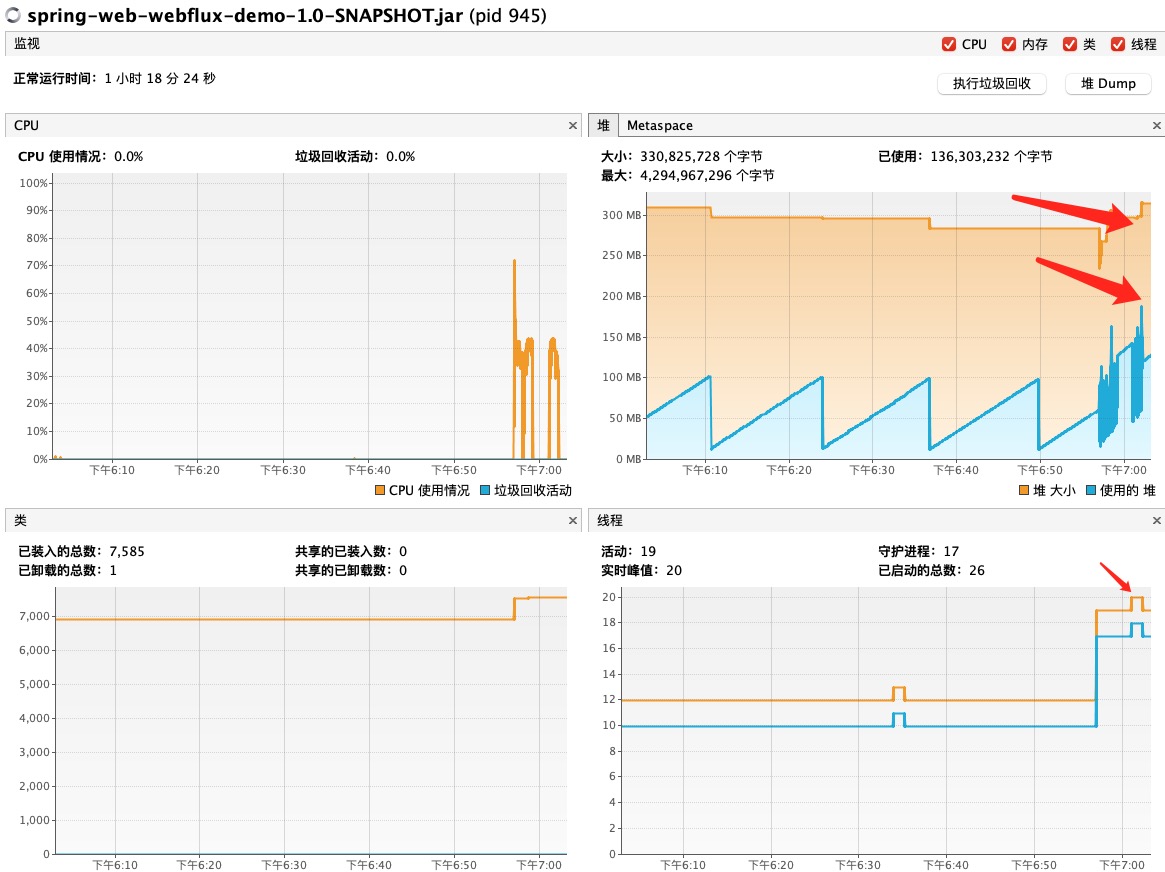 spring-web-webflux-demo-1.0-SNAPSHOT.jar (pid 945)
监视
CPU 内存 类 线程
正常运行时间: 1 小时 18 分 24 秒
执行垃圾回收 堆 Dump
CPU
CPU 使用情况: 0.0% 垃圾回收活动: 0.0%
100%
90%
80%
70%
60%
50%
40%
30%
20%
10%
0%
下午6:10 下午6:20 下午6:30 下午6:40 下午6:50 下午7:00
CPU 使用情况 垃圾回收活动
堆 Metaspace
大小: 330,825,728 个字节 已使用: 136,303,232 个字节
最大: 4,294,967,296 个字节
300 MB
250 MB
200 MB
150 MB
100 MB
50 MB
0 MB
下午6:10 下午6:20 下午6:30 下午6:40 下午6:50 下午7:00
堆 大小 使用的 堆
类
已装入的总数: 7,585 共享的已装入数: 0
已卸载的总数: 1 共享的已卸载数: 0
7,000
6,000
5,000
4,000
3,000
2,000
1,000
0
下午6:10 下午6:20 下午6:30 下午6:40 下午6:50 下午7:00
线程
活动: 19 守护进程: 17
实时峰值: 20 已启动的总数: 26
20
18
16
14
12
10
8
6
4
2
0
下午6:10 下午6:20 下午6:30 下午6:40 下午6:50 下午7:00